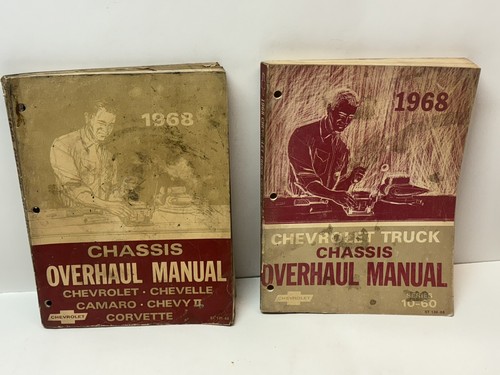 1968
CHASSIS
OVERHAUL MANUAL
CHEVROLET · CHEVELLE
CAMARO · CHEVY II
CORVETTE
CHEVROLET
1968
CHEVROLET TRUCK
CHASSIS
OVERHAUL MANUAL
SERIES
10-60
CHEVROLET